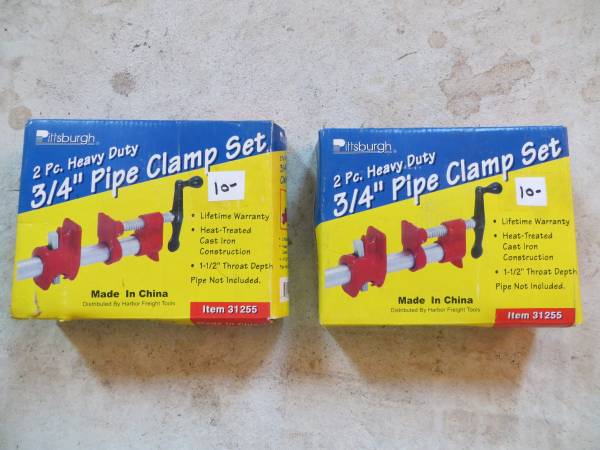 Pittsburgh®
2 Pc. Heavy Duty
3/4" Pipe Clamp Set
10-
• Lifetime Warranty
• Heat-Treated
Cast Iron
Construction
• 1-1/2" Throat Depth
Pipe Not Included.
Made In China
Distributed By Harbor Freight Tools
Item 31255
Pittsburgh®
2 Pc. Heavy Duty
3/4" Pipe Clamp Set
10-
• Lifetime Warranty
• Heat-Treated
Cast Iron
Construction
• 1-1/2" Throat Depth
Pipe Not Included.
Made In China
Distributed By Harbor Freight Tools
Item 31255